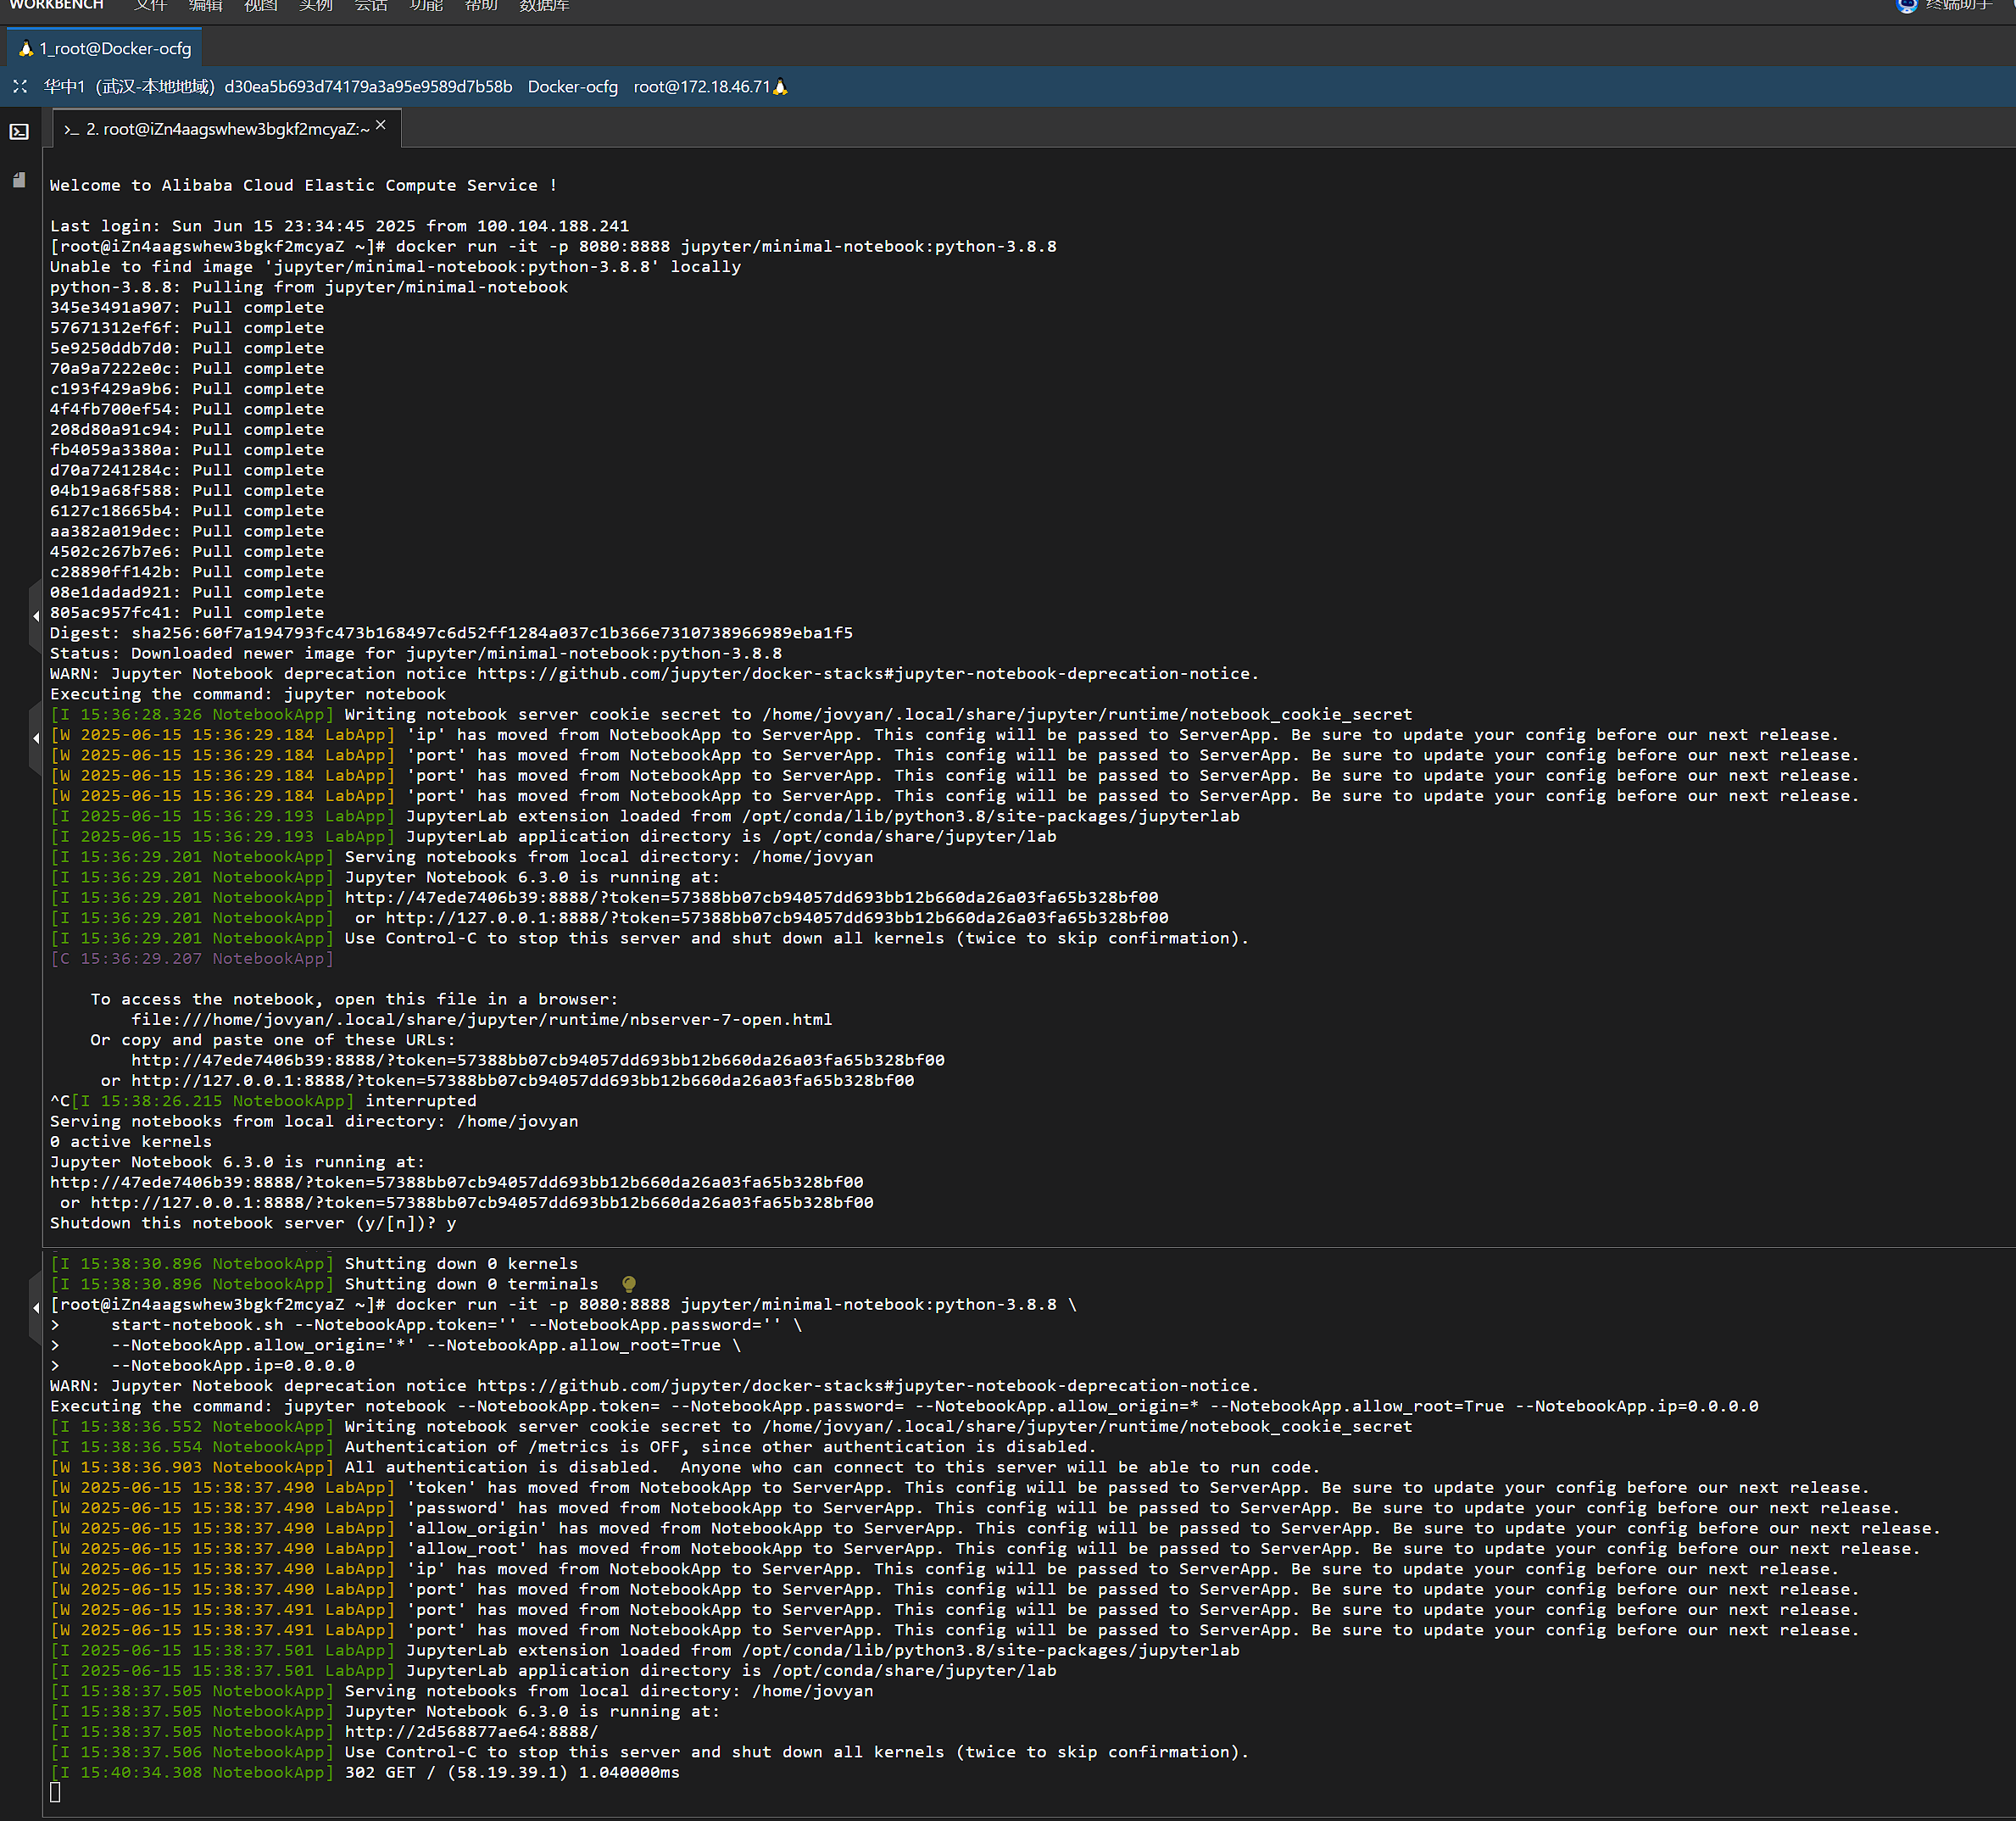 WORKBENCH 文件 编辑 视图 实例 会话 功能 帮助 数据库 终端助手
1_root@Docker-ocfg
华中1（武汉-本地地域） d30ea5b693d74179a3a95e9589d7b58b Docker-ocfg root@172.18.46.71
>_ 2. root@iZn4aagswhew3bgkf2mcyaZ:~ ×
Welcome to Alibaba Cloud Elastic Compute Service !
Last login: Sun Jun 15 23:34:45 2025 from 100.104.188.241
[root@iZn4aagswhew3bgkf2mcyaZ ~]# docker run -it -p 8080:8888 jupyter/minimal-notebook:python-3.8.8
Unable to find image 'jupyter/minimal-notebook:python-3.8.8' locally
python-3.8.8: Pulling from jupyter/minimal-notebook
345e3491a907: Pull complete
57671312ef6f: Pull complete
5e9250ddb7d0: Pull complete
70a9a7222e0c: Pull complete
c193f429a9b6: Pull complete
4f4fb700ef54: Pull complete
208d80a91c94: Pull complete
fb4059a3380a: Pull complete
d70a7241284c: Pull complete
04b19a68f588: Pull complete
6127c18665b4: Pull complete
aa382a019dec: Pull complete
4502c267b7e6: Pull complete
c28890ff142b: Pull complete
08e1dadad921: Pull complete
805ac957fc41: Pull complete
Digest: sha256:60f7a194793fc473b168497c6d52ff1284a037c1b366e7310738966989eba1f5
Status: Downloaded newer image for jupyter/minimal-notebook:python-3.8.8
WARN: Jupyter Notebook deprecation notice https://github.com/jupyter/docker-stacks#jupyter-notebook-deprecation-notice.
Executing the command: jupyter notebook
[I 15:36:28.326 NotebookApp] Writing notebook server cookie secret to /home/jovyan/.local/share/jupyter/runtime/notebook_cookie_secret
[W 2025-06-15 15:36:29.184 LabApp] 'ip' has moved from NotebookApp to ServerApp. This config will be passed to ServerApp. Be sure to update your config before our next release.
[W 2025-06-15 15:36:29.184 LabApp] 'port' has moved from NotebookApp to ServerApp. This config will be passed to ServerApp. Be sure to update your config before our next release.
[W 2025-06-15 15:36:29.184 LabApp] 'port' has moved from NotebookApp to ServerApp. This config will be passed to ServerApp. Be sure to update your config before our next release.
[W 2025-06-15 15:36:29.184 LabApp] 'port' has moved from NotebookApp to ServerApp. This config will be passed to ServerApp. Be sure to update your config before our next release.
[I 2025-06-15 15:36:29.193 LabApp] JupyterLab extension loaded from /opt/conda/lib/python3.8/site-packages/jupyterlab
[I 2025-06-15 15:36:29.193 LabApp] JupyterLab application directory is /opt/conda/share/jupyter/lab
[I 15:36:29.201 NotebookApp] Serving notebooks from local directory: /home/jovyan
[I 15:36:29.201 NotebookApp] Jupyter Notebook 6.3.0 is running at:
[I 15:36:29.201 NotebookApp] http://47ede7406b39:8888/?token=57388bb07cb94057dd693bb12b660da26a03fa65b328bf00
[I 15:36:29.201 NotebookApp]  or http://127.0.0.1:8888/?token=57388bb07cb94057dd693bb12b660da26a03fa65b328bf00
[I 15:36:29.201 NotebookApp] Use Control-C to stop this server and shut down all kernels (twice to skip confirmation).
[C 15:36:29.207 NotebookApp]
To access the notebook, open this file in a browser:
file:///home/jovyan/.local/share/jupyter/runtime/nbserver-7-open.html
Or copy and paste one of these URLs:
http://47ede7406b39:8888/?token=57388bb07cb94057dd693bb12b660da26a03fa65b328bf00
or http://127.0.0.1:8888/?token=57388bb07cb94057dd693bb12b660da26a03fa65b328bf00
^C[I 15:38:26.215 NotebookApp] interrupted
Serving notebooks from local directory: /home/jovyan
0 active kernels
Jupyter Notebook 6.3.0 is running at:
http://47ede7406b39:8888/?token=57388bb07cb94057dd693bb12b660da26a03fa65b328bf00
or http://127.0.0.1:8888/?token=57388bb07cb94057dd693bb12b660da26a03fa65b328bf00
Shutdown this notebook server (y/[n])? y
[I 15:38:30.896 NotebookApp] Shutting down 0 kernels
[I 15:38:30.896 NotebookApp] Shutting down 0 terminals
[root@iZn4aagswhew3bgkf2mcyaZ ~]# docker run -it -p 8080:8888 jupyter/minimal-notebook:python-3.8.8 \
>     start-notebook.sh --NotebookApp.token='' --NotebookApp.password='' \
>     --NotebookApp.allow_origin='*' --NotebookApp.allow_root=True \
>     --NotebookApp.ip=0.0.0.0
WARN: Jupyter Notebook deprecation notice https://github.com/jupyter/docker-stacks#jupyter-notebook-deprecation-notice.
Executing the command: jupyter notebook --NotebookApp.token= --NotebookApp.password= --NotebookApp.allow_origin=* --NotebookApp.allow_root=True --NotebookApp.ip=0.0.0.0
[I 15:38:36.552 NotebookApp] Writing notebook server cookie secret to /home/jovyan/.local/share/jupyter/runtime/notebook_cookie_secret
[I 15:38:36.554 NotebookApp] Authentication of /metrics is OFF, since other authentication is disabled.
[W 15:38:36.903 NotebookApp] All authentication is disabled.  Anyone who can connect to this server will be able to run code.
[W 2025-06-15 15:38:37.490 LabApp] 'token' has moved from NotebookApp to ServerApp. This config will be passed to ServerApp. Be sure to update your config before our next release.
[W 2025-06-15 15:38:37.490 LabApp] 'password' has moved from NotebookApp to ServerApp. This config will be passed to ServerApp. Be sure to update your config before our next release.
[W 2025-06-15 15:38:37.490 LabApp] 'allow_origin' has moved from NotebookApp to ServerApp. This config will be passed to ServerApp. Be sure to update your config before our next release.
[W 2025-06-15 15:38:37.490 LabApp] 'allow_root' has moved from NotebookApp to ServerApp. This config will be passed to ServerApp. Be sure to update your config before our next release.
[W 2025-06-15 15:38:37.490 LabApp] 'ip' has moved from NotebookApp to ServerApp. This config will be passed to ServerApp. Be sure to update your config before our next release.
[W 2025-06-15 15:38:37.490 LabApp] 'port' has moved from NotebookApp to ServerApp. This config will be passed to ServerApp. Be sure to update your config before our next release.
[W 2025-06-15 15:38:37.491 LabApp] 'port' has moved from NotebookApp to ServerApp. This config will be passed to ServerApp. Be sure to update your config before our next release.
[W 2025-06-15 15:38:37.491 LabApp] 'port' has moved from NotebookApp to ServerApp. This config will be passed to ServerApp. Be sure to update your config before our next release.
[I 2025-06-15 15:38:37.501 LabApp] JupyterLab extension loaded from /opt/conda/lib/python3.8/site-packages/jupyterlab
[I 2025-06-15 15:38:37.501 LabApp] JupyterLab application directory is /opt/conda/share/jupyter/lab
[I 15:38:37.505 NotebookApp] Serving notebooks from local directory: /home/jovyan
[I 15:38:37.505 NotebookApp] Jupyter Notebook 6.3.0 is running at:
[I 15:38:37.505 NotebookApp] http://2d568877ae64:8888/
[I 15:38:37.506 NotebookApp] Use Control-C to stop this server and shut down all kernels (twice to skip confirmation).
[I 15:40:34.308 NotebookApp] 302 GET / (58.19.39.1) 1.040000ms